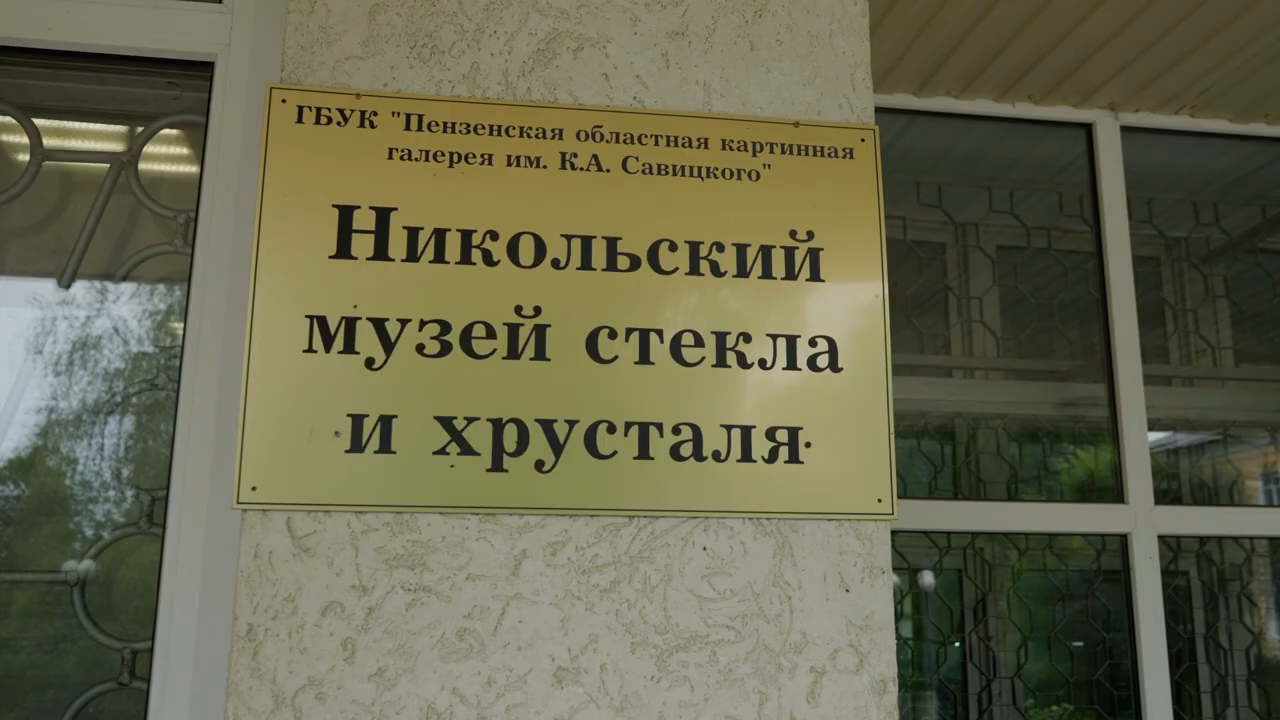 ГБУК "Пензенская областная картинная
галерея им. К.А. Савицкого"
Никольский
музей стекла
и хрусталя